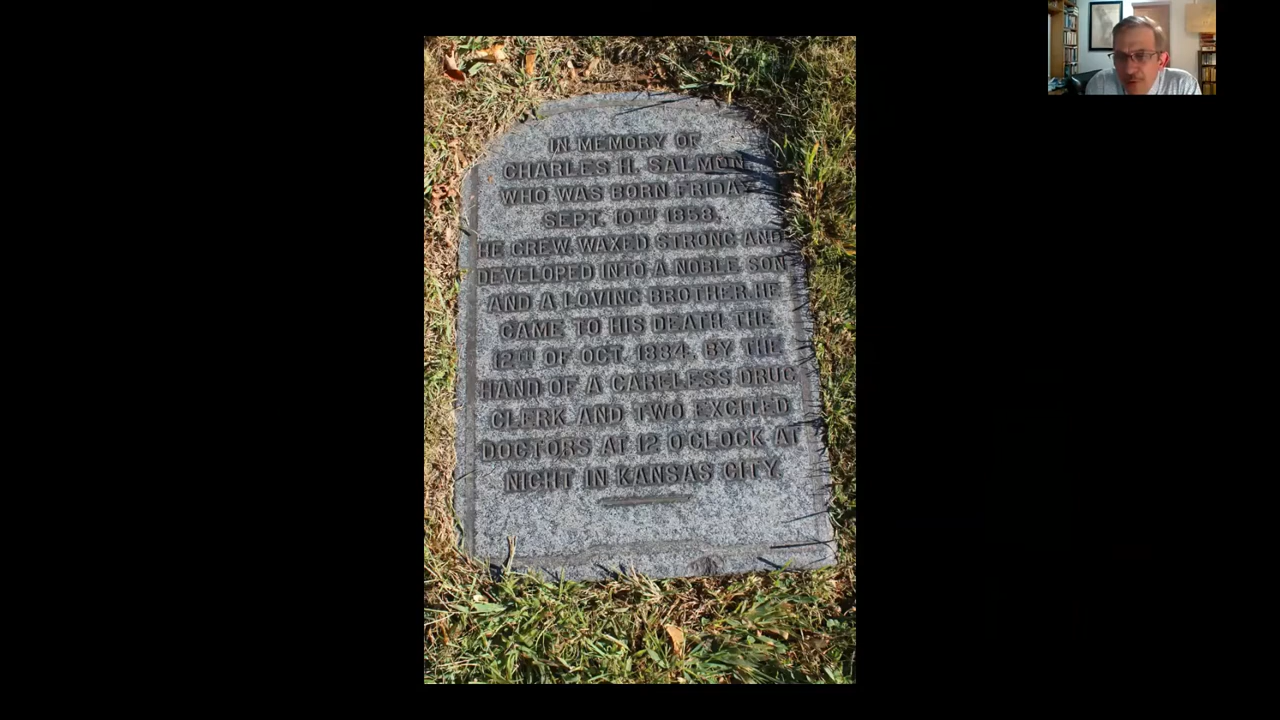 IN MEMORY OF
CHARLES H. SALMON
WHO WAS BORN FRIDAY
SEPT. 10TH 1858.
HE GREW, WAXED STRONG AND
DEVELOPED INTO A NOBLE SON
AND A LOVING BROTHER. HE
CAME TO HIS DEATH THE
12TH OF OCT. 1884, BY THE
HAND OF A CARELESS DRUG
CLERK AND TWO EXCITED
DOCTORS AT 12 O'CLOCK AT
NIGHT IN KANSAS CITY.